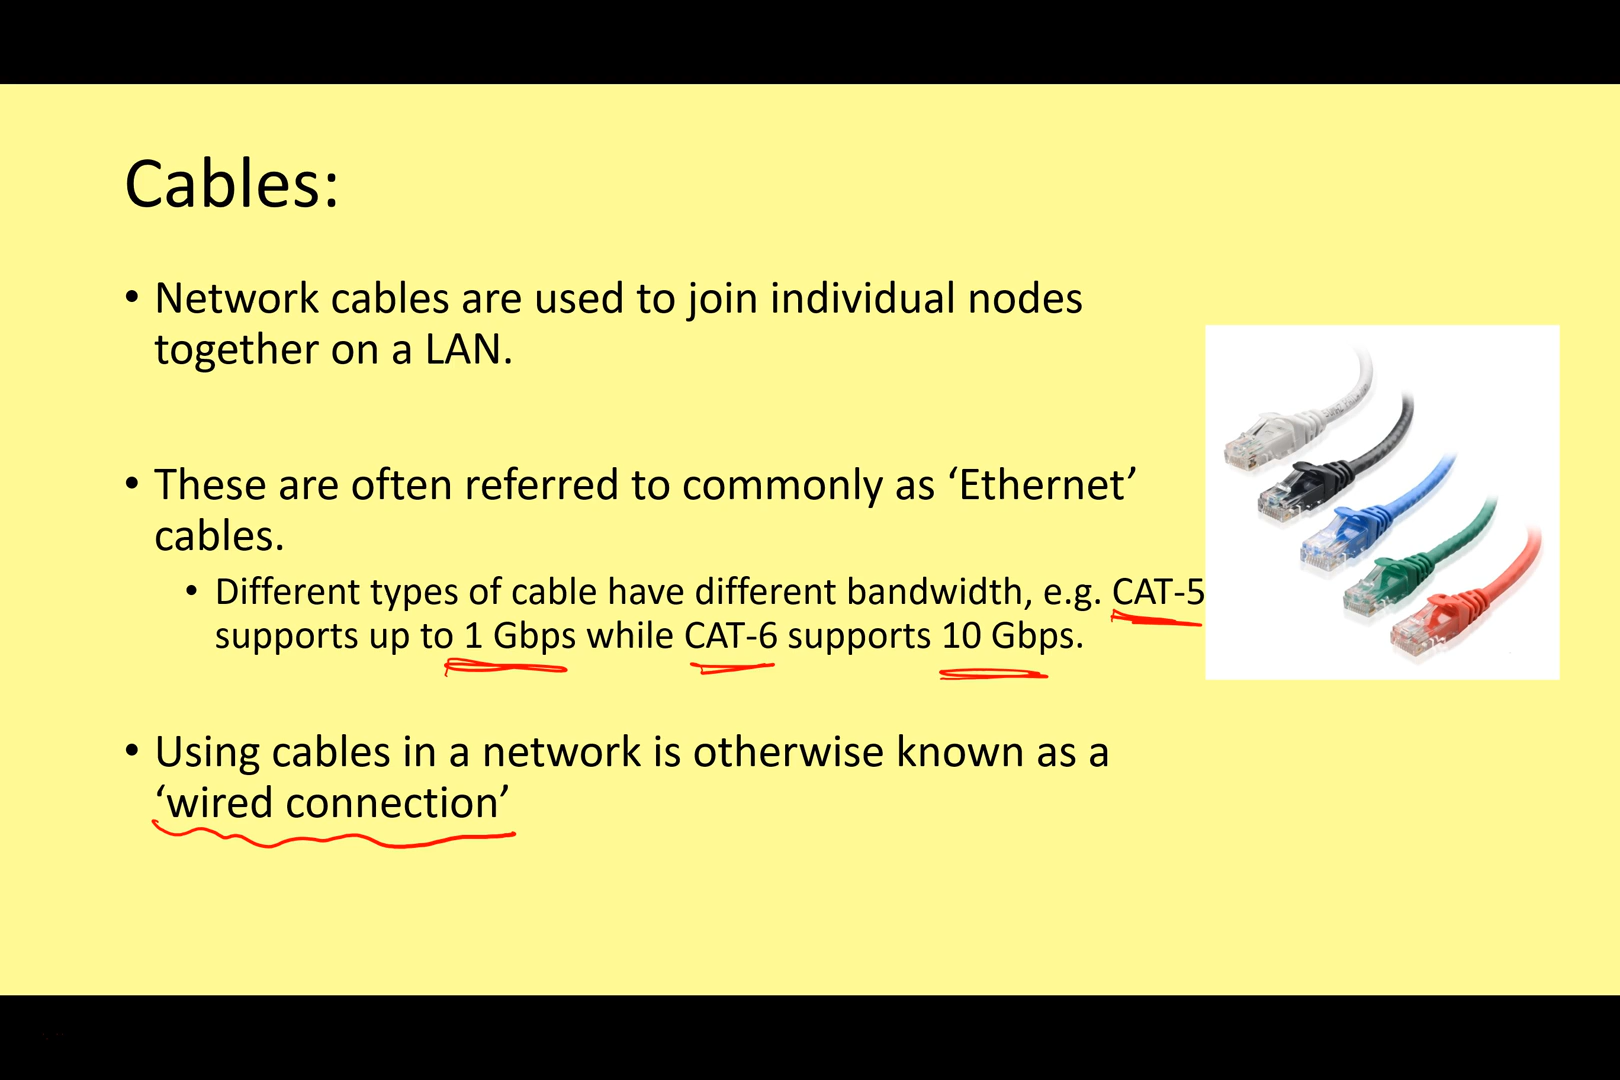 Cables:
• Network cables are used to join individual nodes
together on a LAN.
• These are often referred to commonly as ‘Ethernet’
cables.
• Different types of cable have different bandwidth, e.g. CAT-5
supports up to 1 Gbps while CAT-6 supports 10 Gbps.
• Using cables in a network is otherwise known as a
‘wired connection’